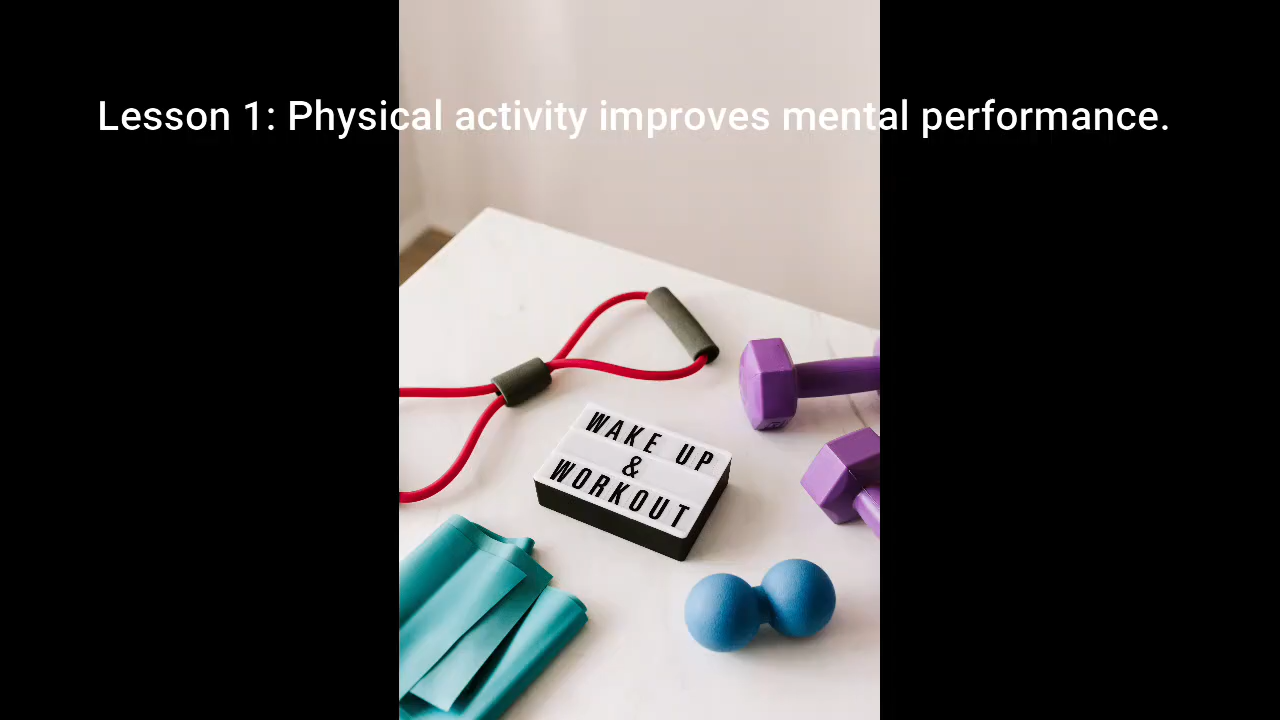 Lesson 1: Physical activity improves mental performance.
WAKE UP
&
WORKOUT